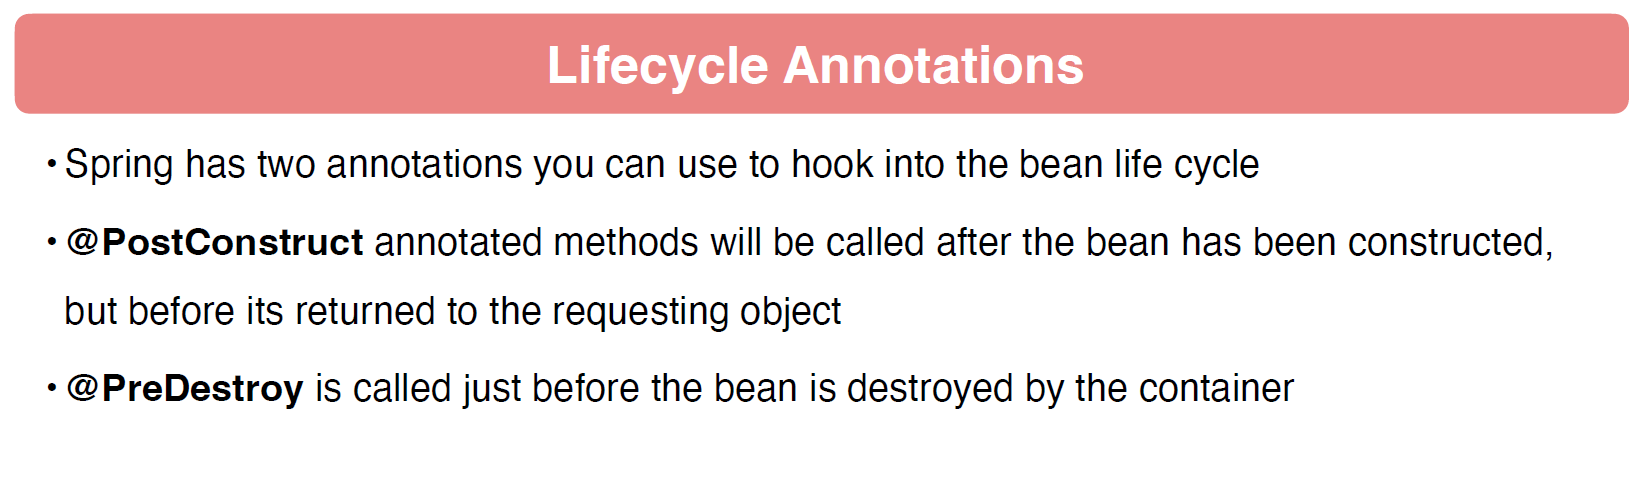 Lifecycle Annotations
• Spring has two annotations you can use to hook into the bean life cycle
• @PostConstruct annotated methods will be called after the bean has been constructed,
but before its returned to the requesting object
• @PreDestroy is called just before the bean is destroyed by the container